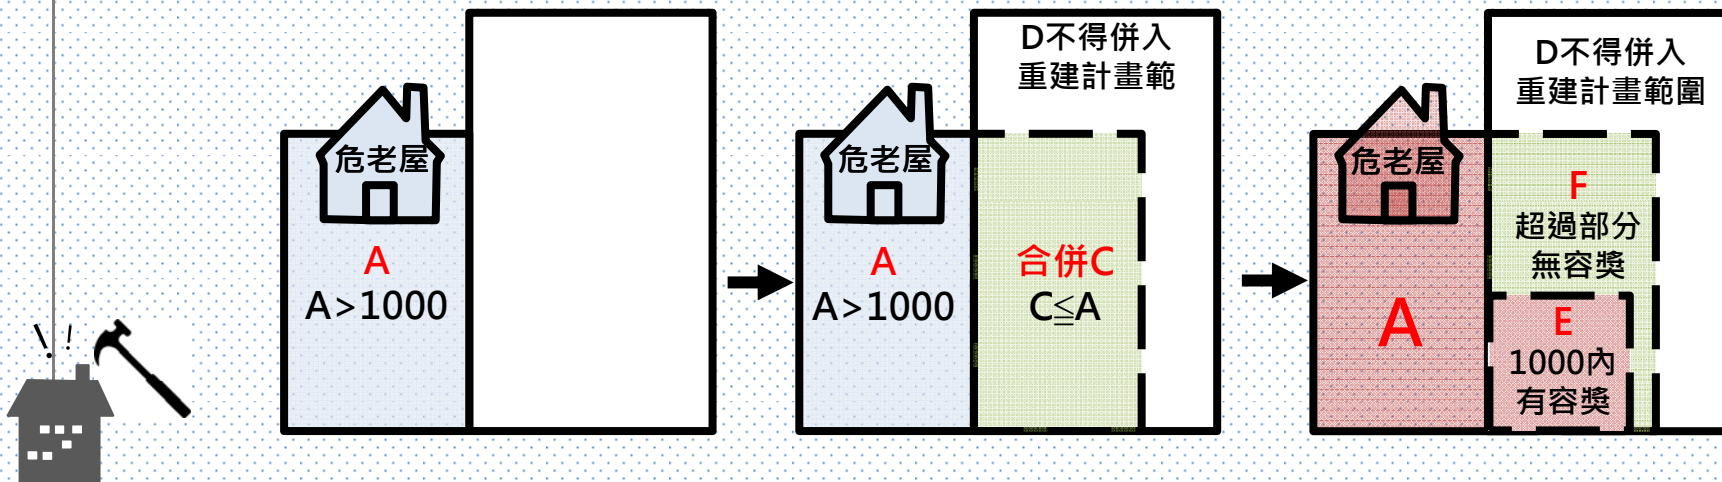 危老屋
A
A>1000
D不得併入
重建計畫範
危老屋
A
A>1000
合併C
C≦A
D不得併入
重建計畫範圍
危老屋
A
F
超過部分
無容獎
E
1000內
有容獎